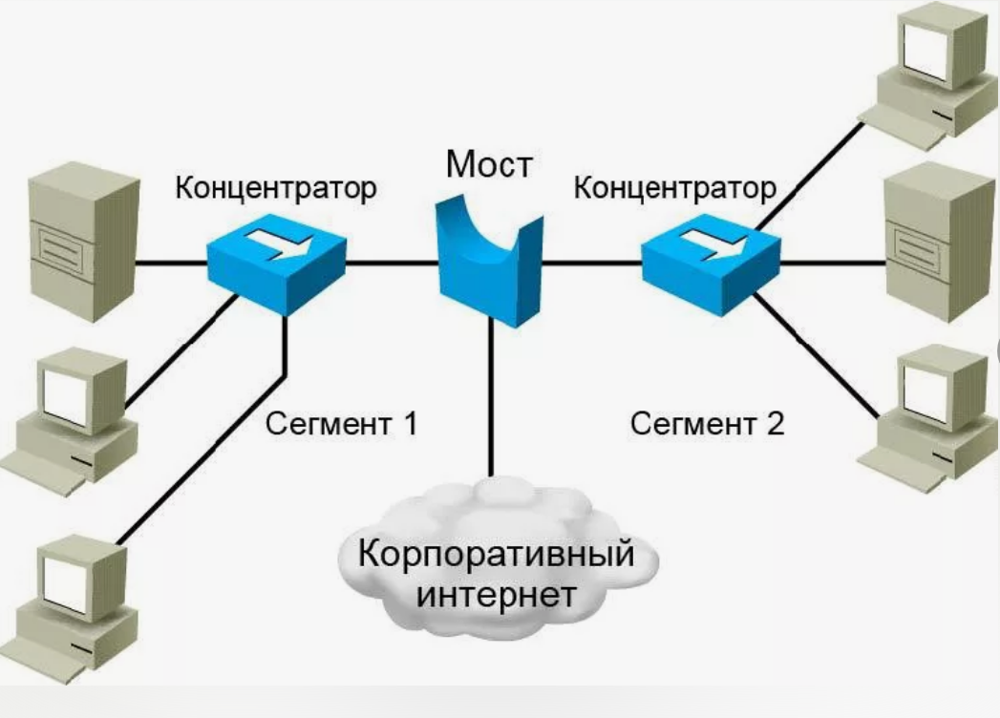 Мост
Концентратор
Концентратор
Сегмент 1
Сегмент 2
Корпоративный
интернет